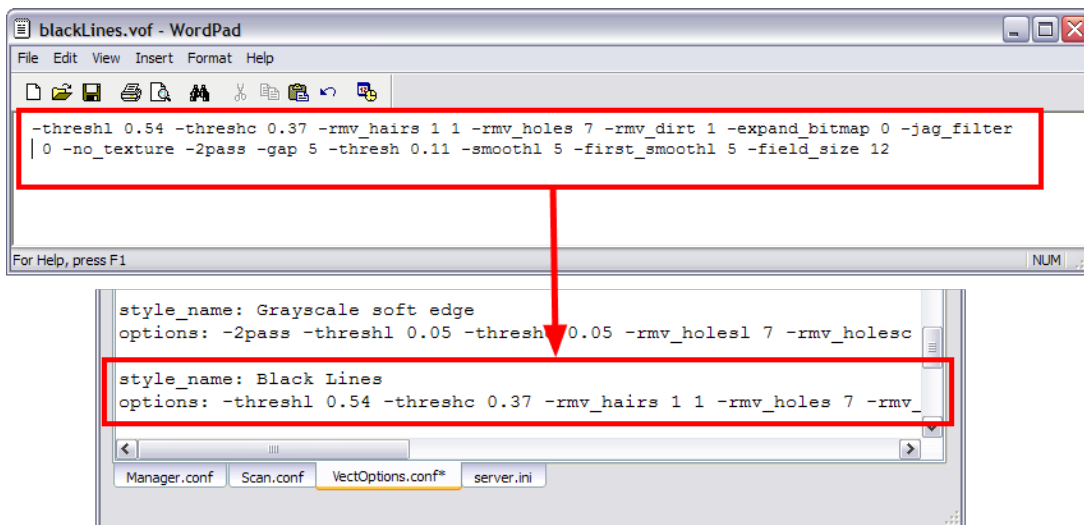 blackLines.vof - WordPad
File Edit View Insert Format Help
-threshl 0.54 -threshc 0.37 -rmv_hairs 1 1 -rmv_holes 7 -rmv_dirt 1 -expand_bitmap 0 -jag_filter
0 -no_texture -2pass -gap 5 -thresh 0.11 -smoothl 5 -first_smoothl 5 -field_size 12
For Help, press F1 NUM
style_name: Grayscale soft edge
options: -2pass -threshl 0.05 -thresh 0.05 -rmv_holesl 7 -rmv_holesc
style_name: Black Lines
options: -threshl 0.54 -threshc 0.37 -rmv_hairs 1 1 -rmv_holes 7 -rmv_
Manager.conf Scan.conf VectOptions.conf* server.ini